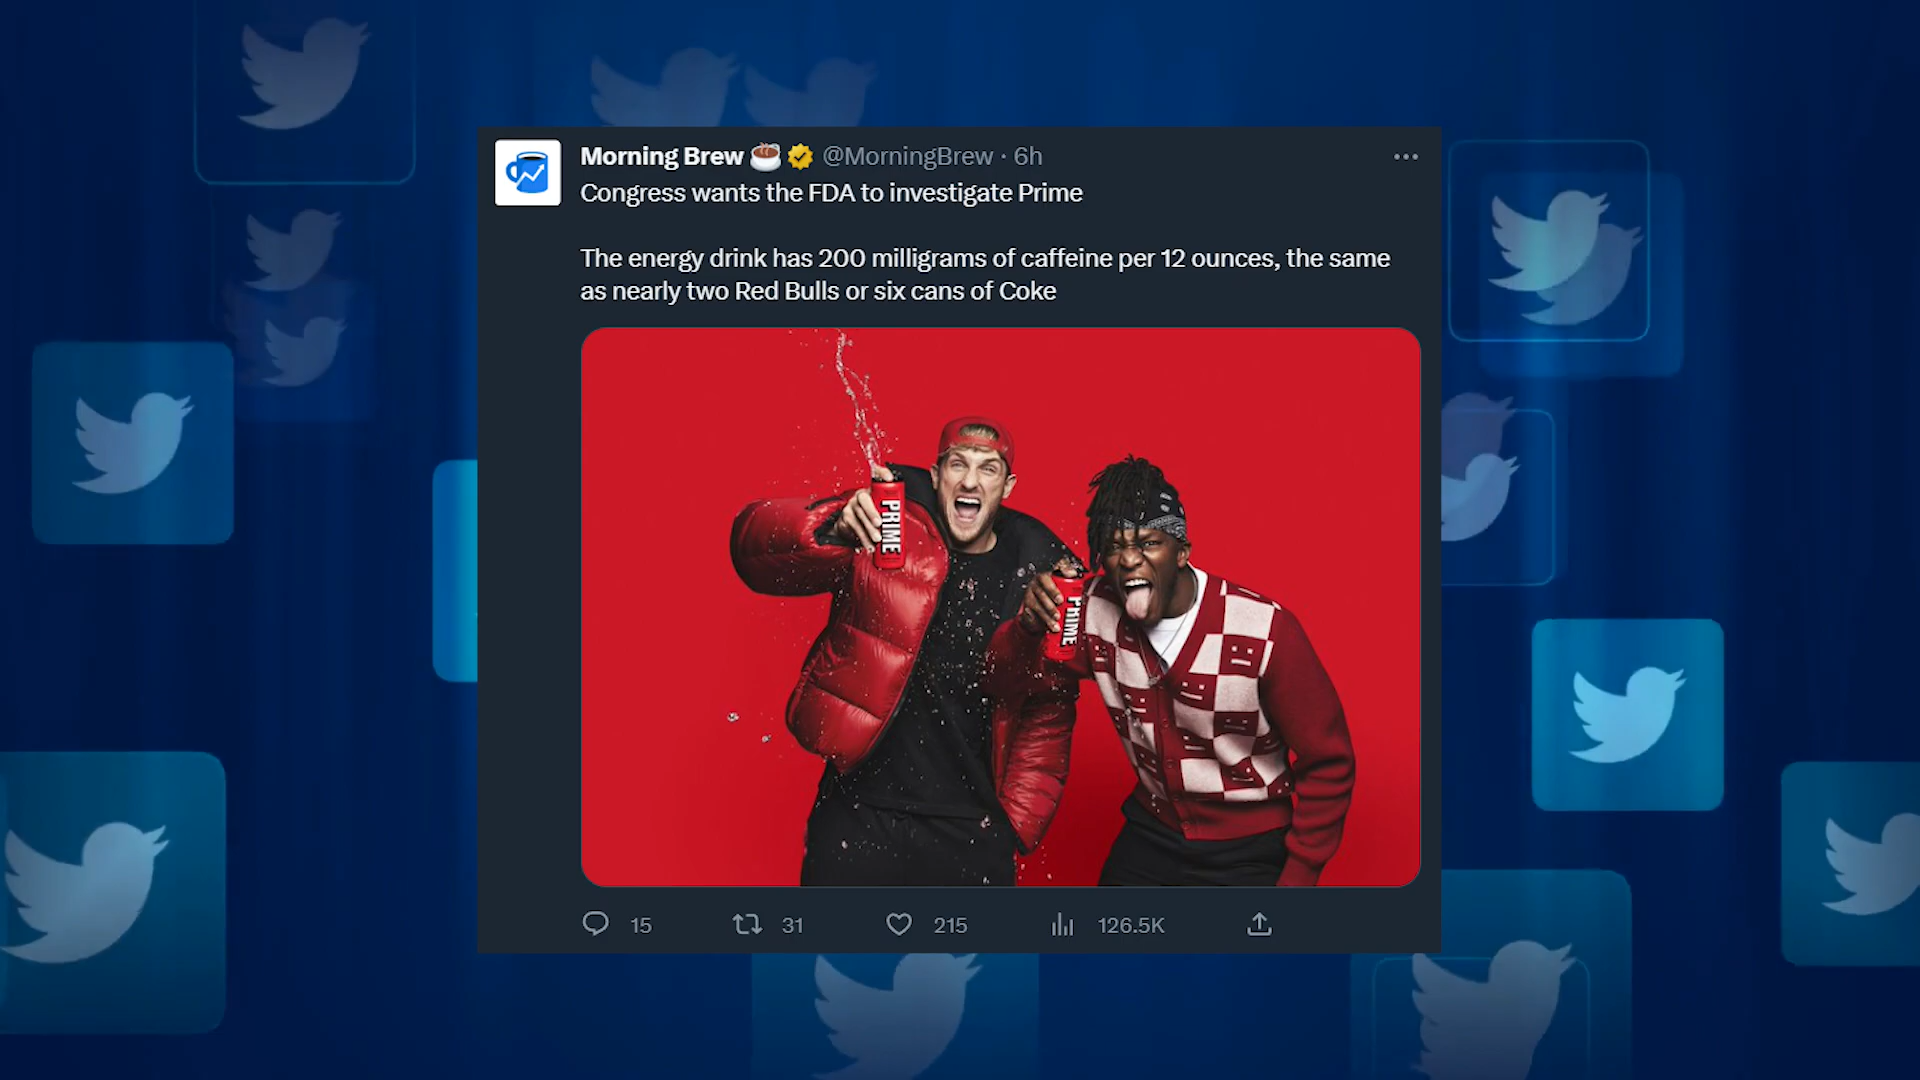 Morning Brew ☕ @MorningBrew · 6h
Congress wants the FDA to investigate Prime
The energy drink has 200 milligrams of caffeine per 12 ounces, the same
as nearly two Red Bulls or six cans of Coke
PRIME
PRIME
15 31 215 126.5K